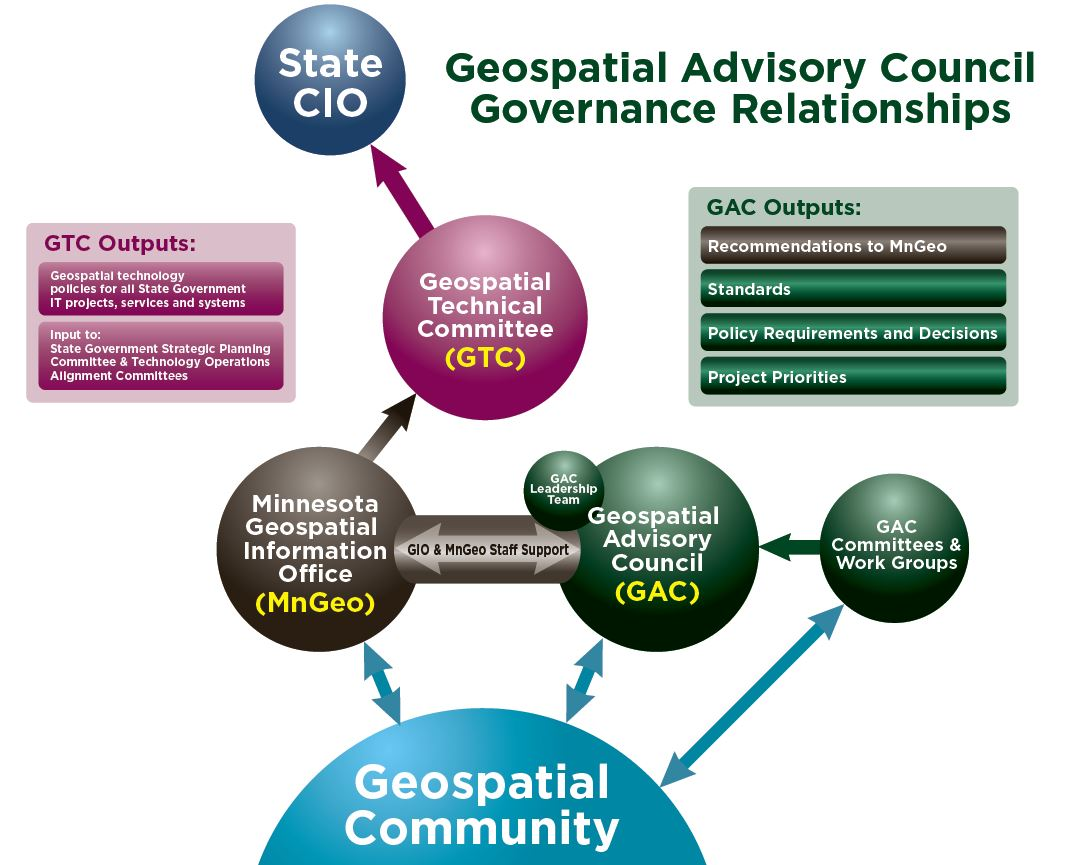 State
CIO
Geospatial Advisory Council
Governance Relationships
GTC Outputs:
Geospatial technology
policies for all State Government
IT projects, services and systems
Input to:
State Government Strategic Planning
Committee & Technology Operations
Alignment Committees
Geospatial
Technical
Committee
(GTC)
GAC Outputs:
Recommendations to MnGeo
Standards
Policy Requirements and Decisions
Project Priorities
Minnesota
Geospatial
Information
Office
(MnGeo)
GIO & MnGeo Staff Support
GAC
Leadership
Team
Geospatial
Advisory
Council
(GAC)
GAC
Committees &
Work Groups
Geospatial
Community